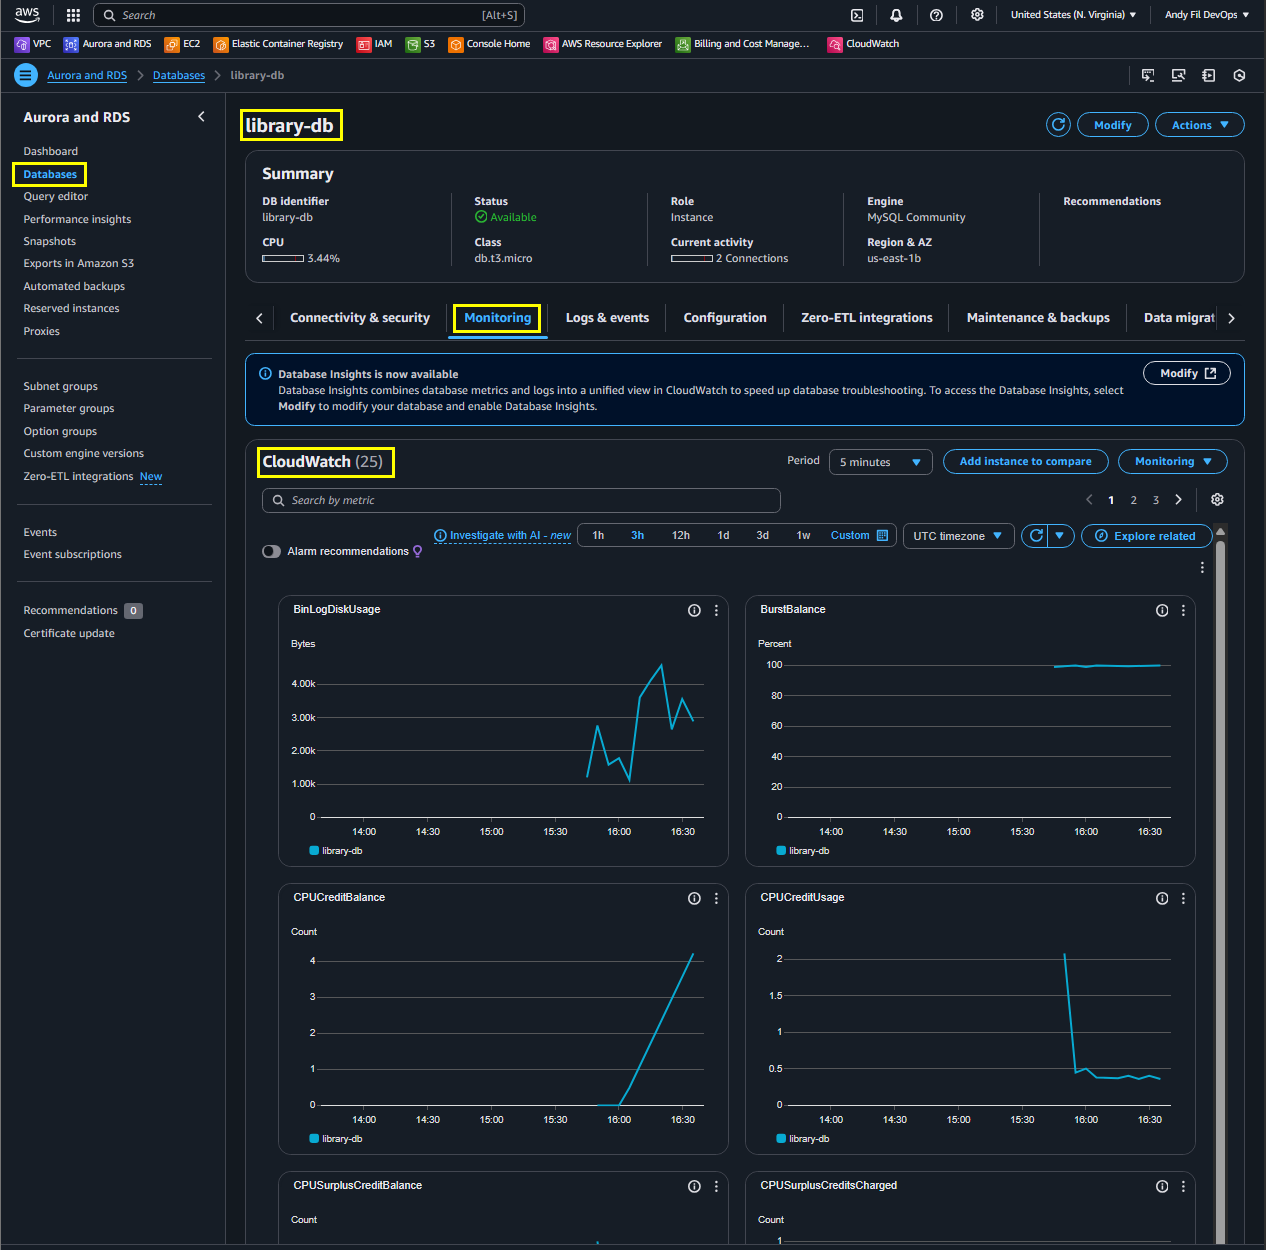 aws
Search [Alt+S]
United States (N. Virginia)
Andy Fil DevOps
VPC
Aurora and RDS
EC2
Elastic Container Registry
IAM
S3
Console Home
AWS Resource Explorer
Billing and Cost Manage...
CloudWatch
Aurora and RDS
Databases
library-db
Aurora and RDS
Dashboard
Databases
Query editor
Performance insights
Snapshots
Exports in Amazon S3
Automated backups
Reserved instances
Proxies
Subnet groups
Parameter groups
Option groups
Custom engine versions
Zero-ETL integrations New
Events
Event subscriptions
Recommendations 0
Certificate update
library-db
Modify
Actions
Summary
DB identifier
library-db
Status
Available
Role
Instance
Engine
MySQL Community
Recommendations
CPU
3.44%
Class
db.t3.micro
Current activity
2 Connections
Region & AZ
us-east-1b
Connectivity & security
Monitoring
Logs & events
Configuration
Zero-ETL integrations
Maintenance & backups
Data migrat
Database Insights is now available
Database Insights combines database metrics and logs into a unified view in CloudWatch to speed up database troubleshooting. To access the Database Insights, select
Modify to modify your database and enable Database Insights.
Modify
CloudWatch (25)
Period
5 minutes
Add instance to compare
Monitoring
Search by metric
1 2 3
Alarm recommendations
Investigate with AI - new
1h 3h 12h 1d 3d 1w Custom
UTC timezone
Explore related
BinLogDiskUsage
Bytes
4.00k
3.00k
2.00k
1.00k
0
14:00 14:30 15:00 15:30 16:00 16:30
library-db
BurstBalance
Percent
100
80
60
40
20
0
14:00 14:30 15:00 15:30 16:00 16:30
library-db
CPUCreditBalance
Count
4
3
2
1
0
14:00 14:30 15:00 15:30 16:00 16:30
library-db
CPUCreditUsage
Count
2
1.5
1
0.5
0
14:00 14:30 15:00 15:30 16:00 16:30
library-db
CPUSurplusCreditBalance
Count
CPUSurplusCreditsCharged
Count
1